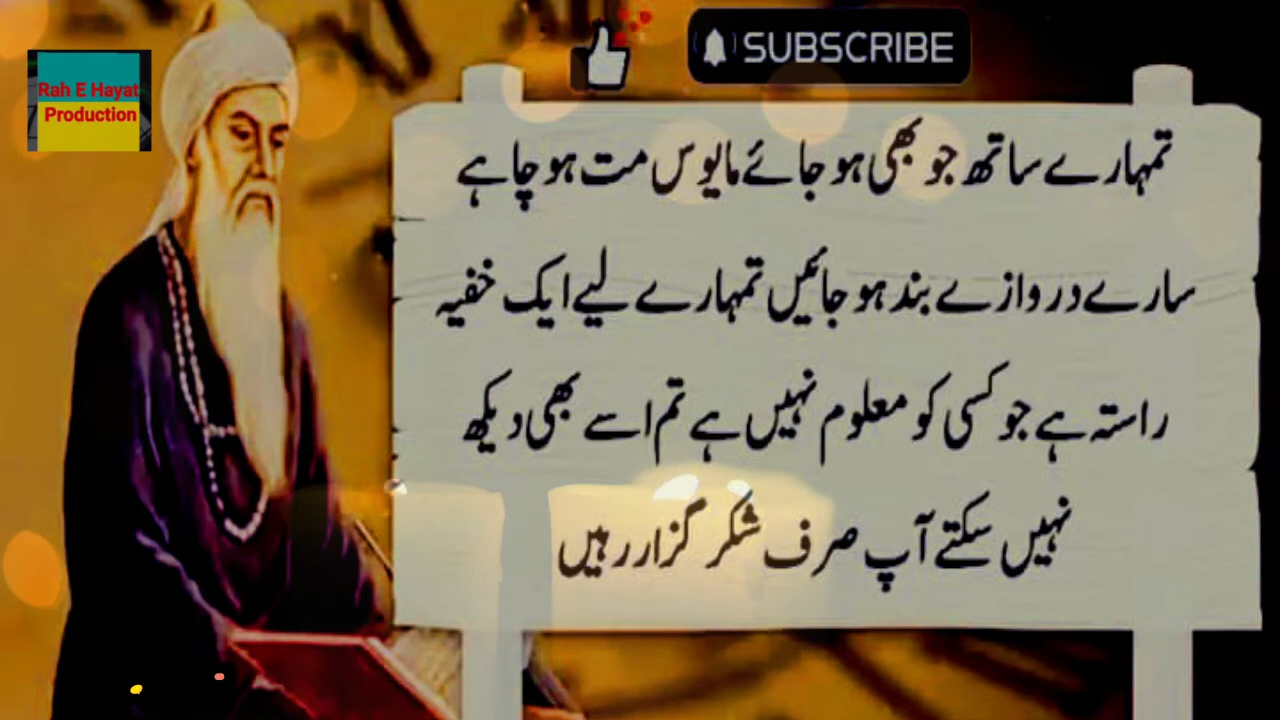 Rah E Hayat
Production
SUBSCRIBE
تمہارے ساتھ جو بھی ہو جائے مایوس مت ہو چاہے
سارے دروازے بند ہو جائیں تمہارے لیے ایک خفیہ
راستہ ہے جو کسی کو معلوم نہیں ہے تم اسے بھی دیکھ
نہیں سکتے آپ صرف شکر گزار رہیں